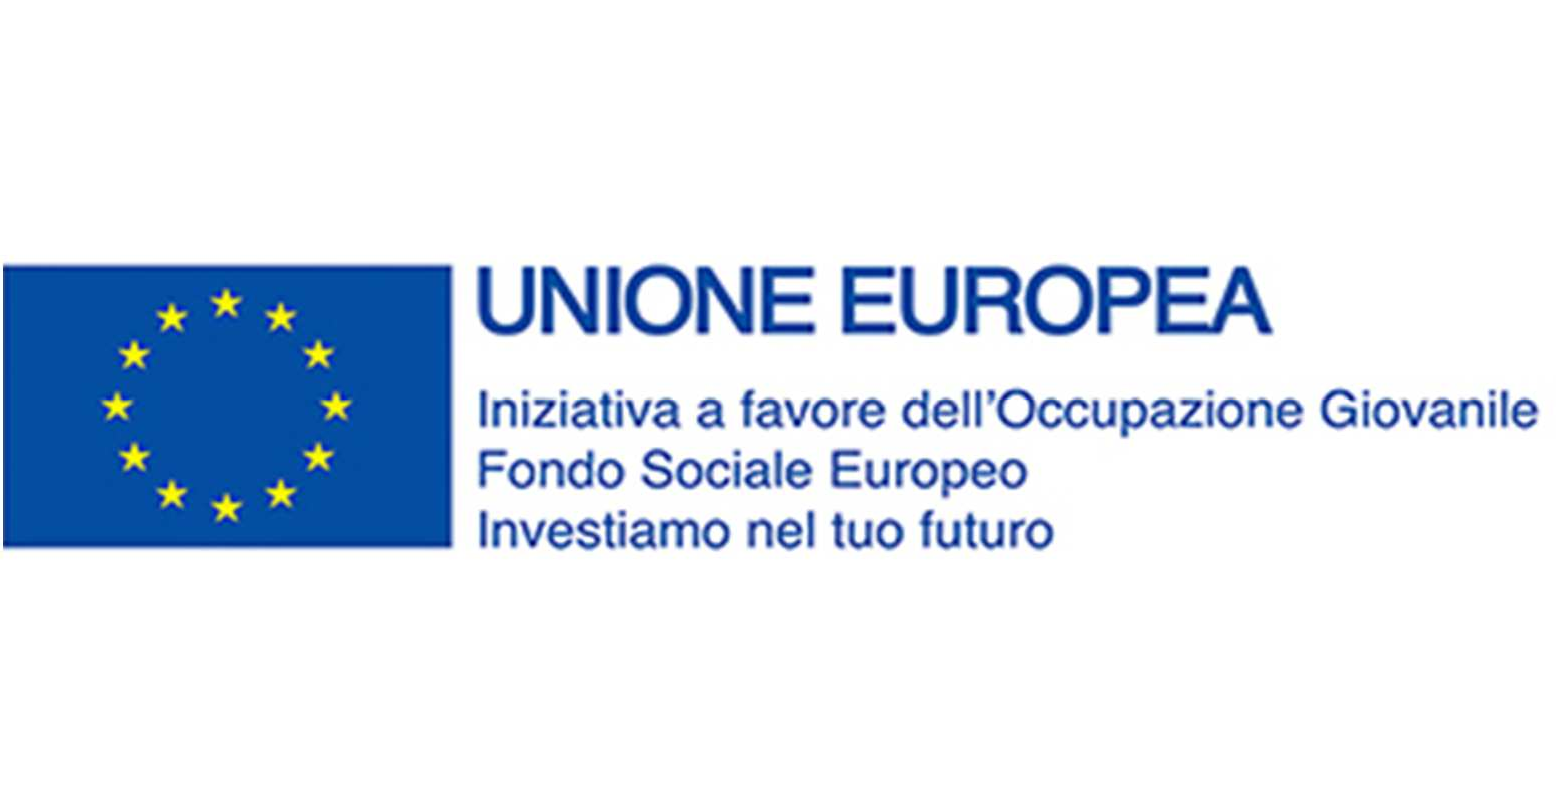 UNIONE EUROPEA
Iniziativa a favore dell’Occupazione Giovanile
Fondo Sociale Europeo
Investiamo nel tuo futuro